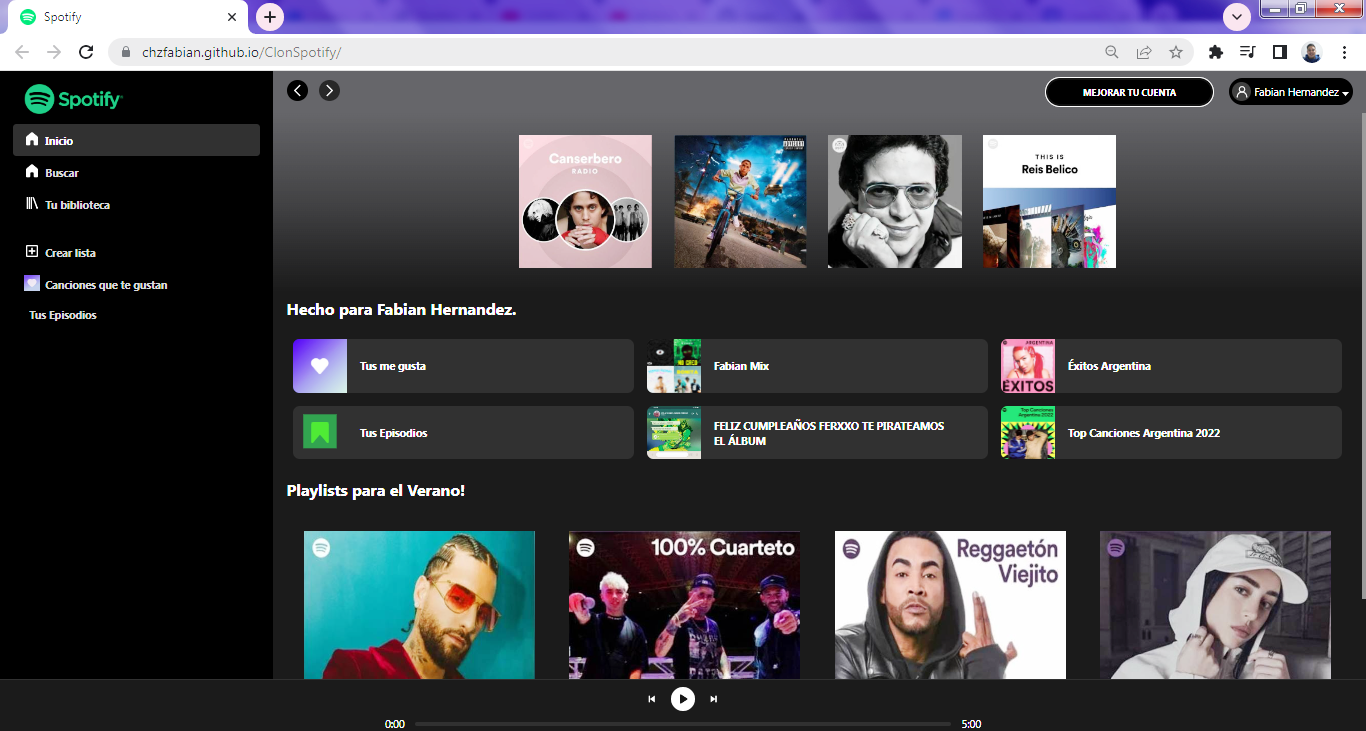 Spotify
chzfabian.github.io/ClonSpotify/
Spotify
MEJORAR TU CUENTA
Fabian Hernandez
Inicio
Buscar
Tu biblioteca
Crear lista
Canciones que te gustan
Tus Episodios
Canserbero
RADIO
THIS IS
Reis Belico
Hecho para Fabian Hernandez.
Tus me gusta
Fabian Mix
ARGENTINA
ÉXITOS
Éxitos Argentina
Tus Episodios
FELIZ CUMPLEAÑOS FERXXO TE PIRATEAMOS
EL ÁLBUM
Top Canciones
Argentina 2022
Top Canciones Argentina 2022
Playlists para el Verano!
100% Cuarteto
Reggaetón
Viejito
0:00
5:00